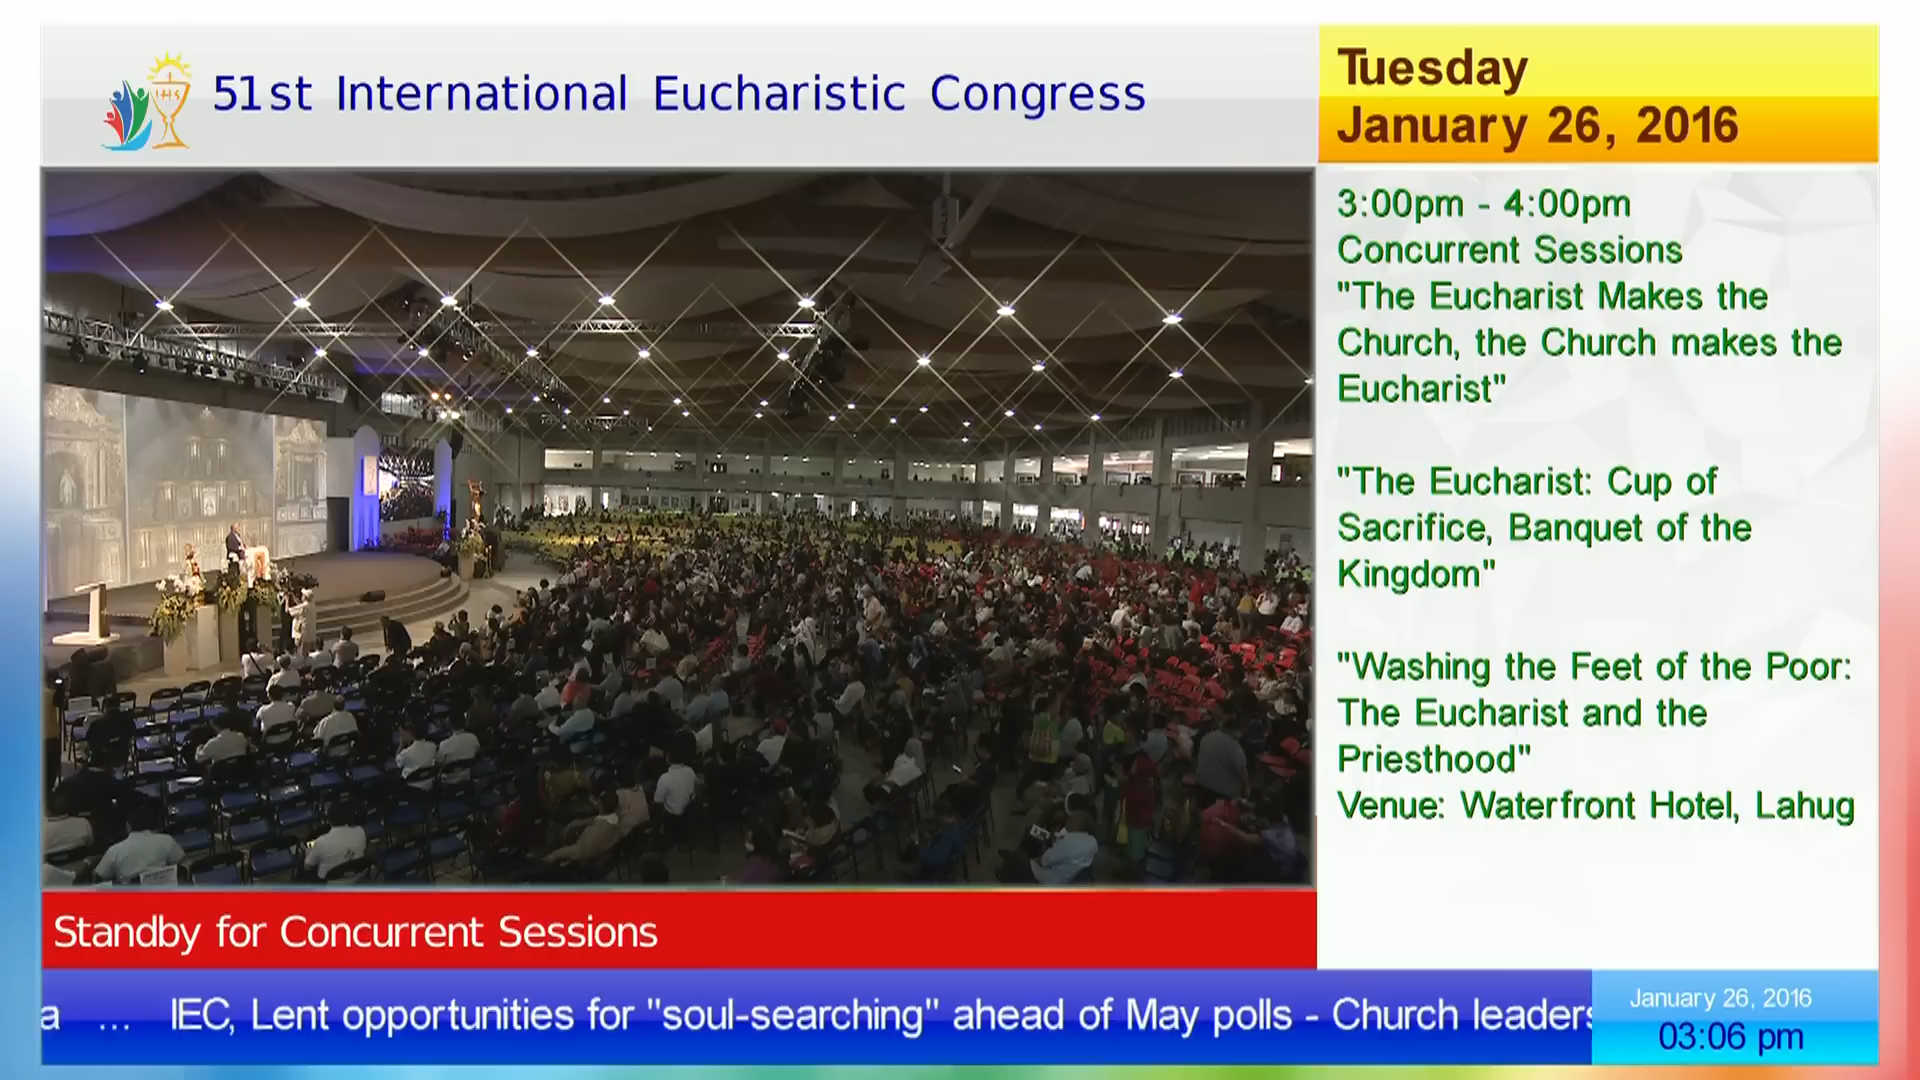 51st International Eucharistic Congress
IHS
Tuesday
January 26, 2016
3:00pm - 4:00pm
Concurrent Sessions
"The Eucharist Makes the
Church, the Church makes the
Eucharist"
"The Eucharist: Cup of
Sacrifice, Banquet of the
Kingdom"
"Washing the Feet of the Poor:
The Eucharist and the
Priesthood"
Venue: Waterfront Hotel, Lahug
Standby for Concurrent Sessions
a ... IEC, Lent opportunities for "soul-searching" ahead of May polls - Church leaders
January 26, 2016
03:06 pm